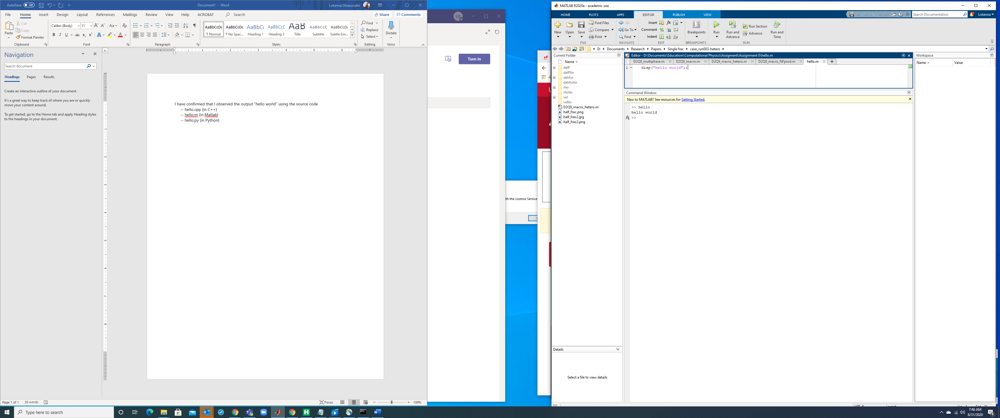 AutoSave Off
Document1 - Word
Lotanna Ohazuruike
File Home Insert Design Layout References Mailings Review View Help ACROBAT Search
Share Comments
Paste
Cut
Copy
Format Painter
Clipboard
Calibri (Body) 11
Font
Paragraph
AaBbCcDc AaBbCcDc AaBbCc AaBbCcD AaB AaBbCcD AaBbCcDc
¶ Normal ¶ No Spac... Heading 1 Heading 2 Title Subtitle Subtle Em...
Styles
Find
Replace
Select
Editing
Dictate
Voice
Navigation
Search document
Headings Pages Results
Create an interactive outline of your document.
It's a great way to keep track of where you are or quickly
move your content around.
To get started, go to the Home tab and apply Heading styles
to the headings in your document.
I have confirmed that I observed the output "hello world" using the source code
-- hello.cpp (in C++)
-- hello.m (in Matlab)
-- hello.py (in Python)
Page 1 of 1 26 words
Focus
100%
LO
Turn in
th the License Service
MATLAB R2020a - academic use
HOME PLOTS APPS EDITOR PUBLISH VIEW
Search Documentation
Lotanna
New Open Save
Find Files
Compare
Print
FILE
Go To
Find
NAVIGATE
Insert
Comment
Indent
EDIT
Breakpoints
BREAKPOINTS
Run
Run and
Advance
Run Section
Advance
Run and
Time
RUN
D: Documents Research Papers Single frac case_run003-hetero
Current Folder
Name
delP
delPlin
delrho
delrholin
rho
rholin
vel
vellin
D2Q9_macro_hetero.m
half_frac.png
half_frac2.jpg
half_frac2.png
Details
Select a file to view details
Editor - D:\Documents\Education\Computational Physics\Assigment\Assignment 0\hello.m
D2Q9_multiphase.m D2Q9_macro.m D2Q9_macro_hetero.m D2Q9_macro_NFprod.m hello.m
1 disp("hello world");
Command Window
New to MATLAB? See resources for Getting Started.
>> hello
hello world
fx >>
Workspace
Name Value
Type here to search
7:46 AM
8/31/2020